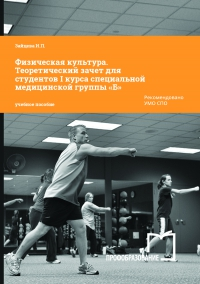 Зайцева И.П.
Физическая культура.
Теоретический зачет для
студентов I курса специальной
медицинской группы «В»
Рекомендовано
УМО СПО
учебное пособие
ПРОФОБРАЗОВАНИЕ